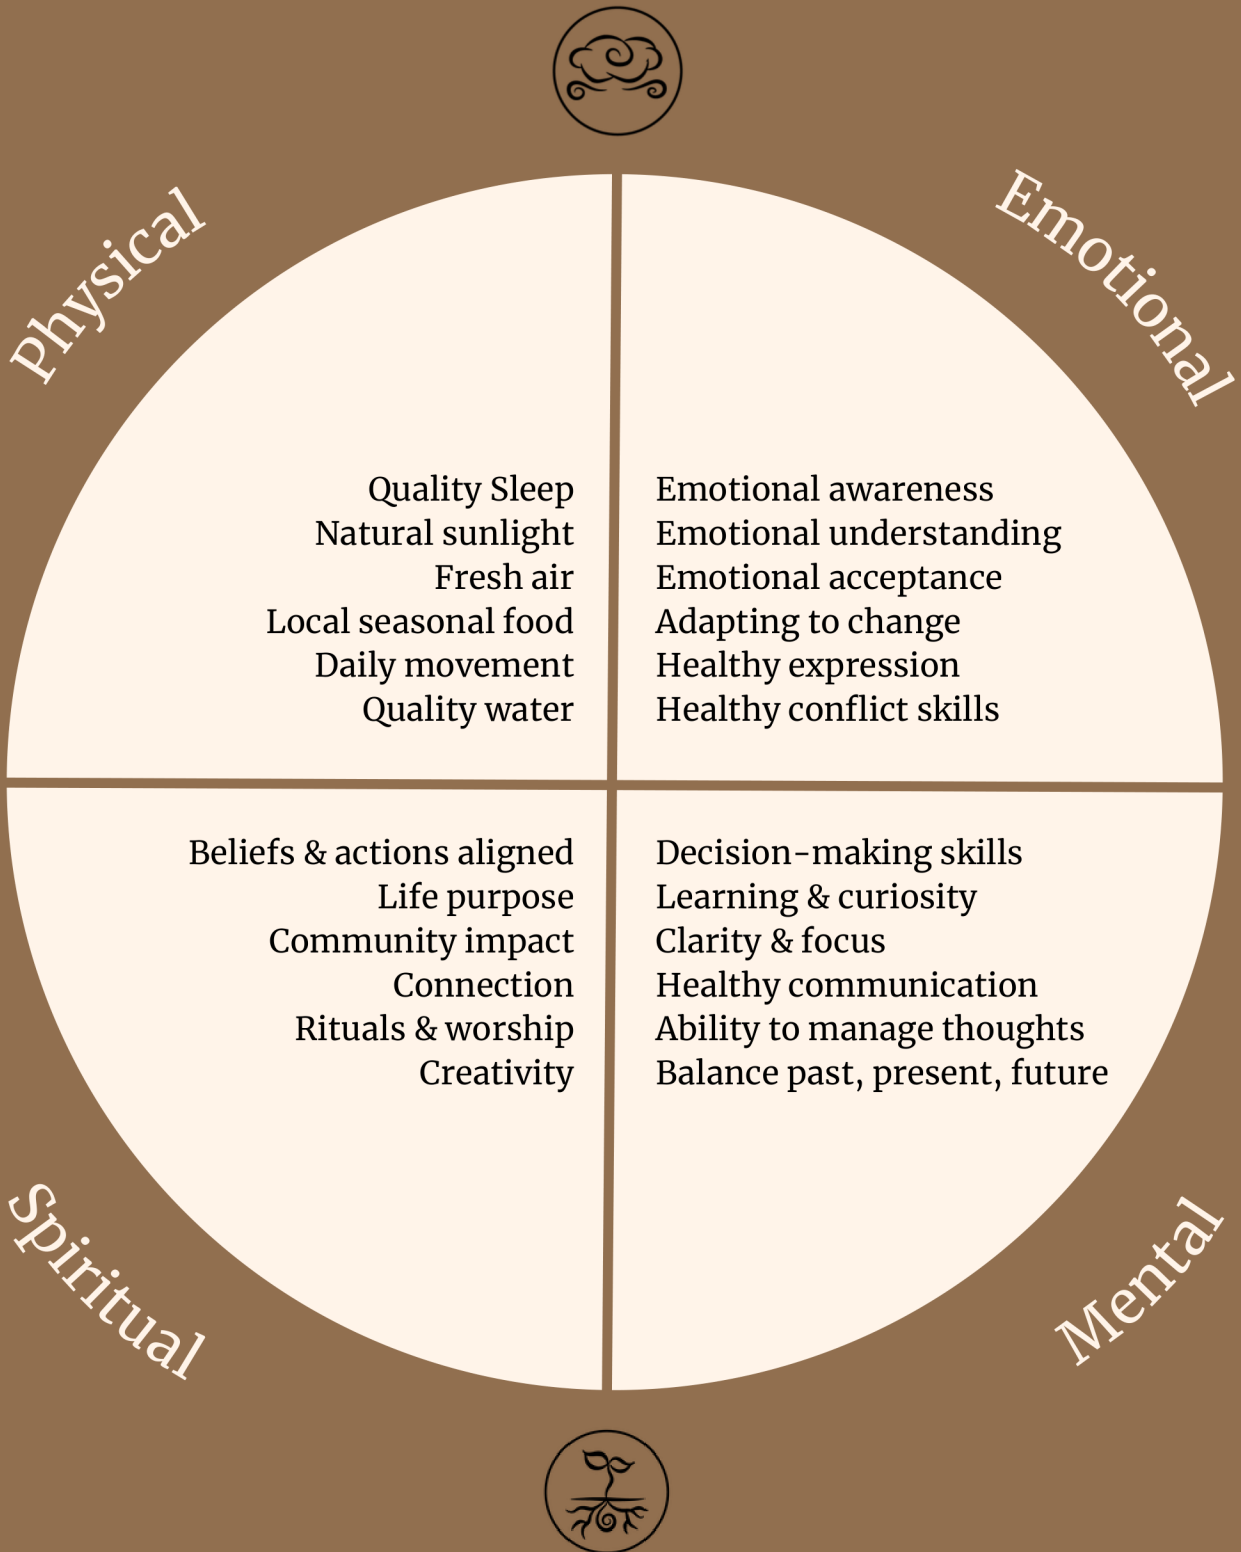 Physical
Emotional
Quality Sleep
Natural sunlight
Fresh air
Local seasonal food
Daily movement
Quality water
Emotional awareness
Emotional understanding
Emotional acceptance
Adapting to change
Healthy expression
Healthy conflict skills
Beliefs & actions aligned
Life purpose
Community impact
Connection
Rituals & worship
Creativity
Decision-making skills
Learning & curiosity
Clarity & focus
Healthy communication
Ability to manage thoughts
Balance past, present, future
Spiritual
Mental